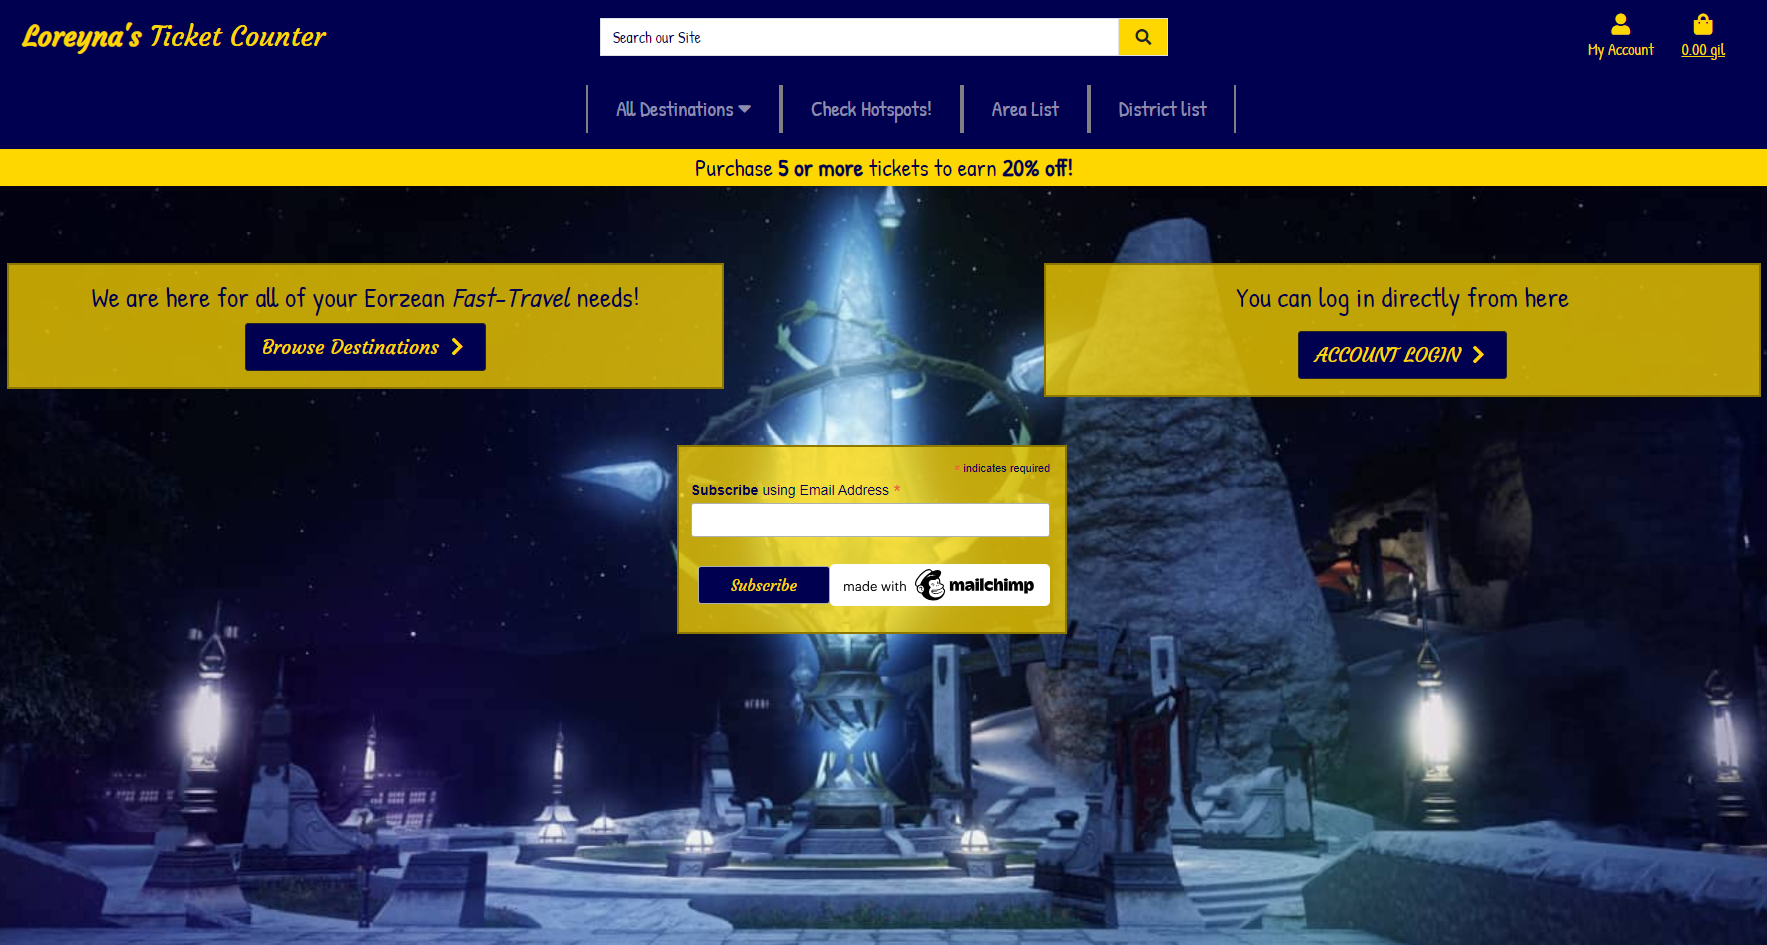 Loreyna's Ticket Counter
Search our Site
My Account
0.00 gil
All Destinations
Check Hotspots!
Area List
District list
Purchase 5 or more tickets to earn 20% off!
We are here for all of your Eorzean Fast-Travel needs!
Browse Destinations
You can log in directly from here
ACCOUNT LOGIN
* indicates required
Subscribe using Email Address *
Subscribe
made with mailchimp